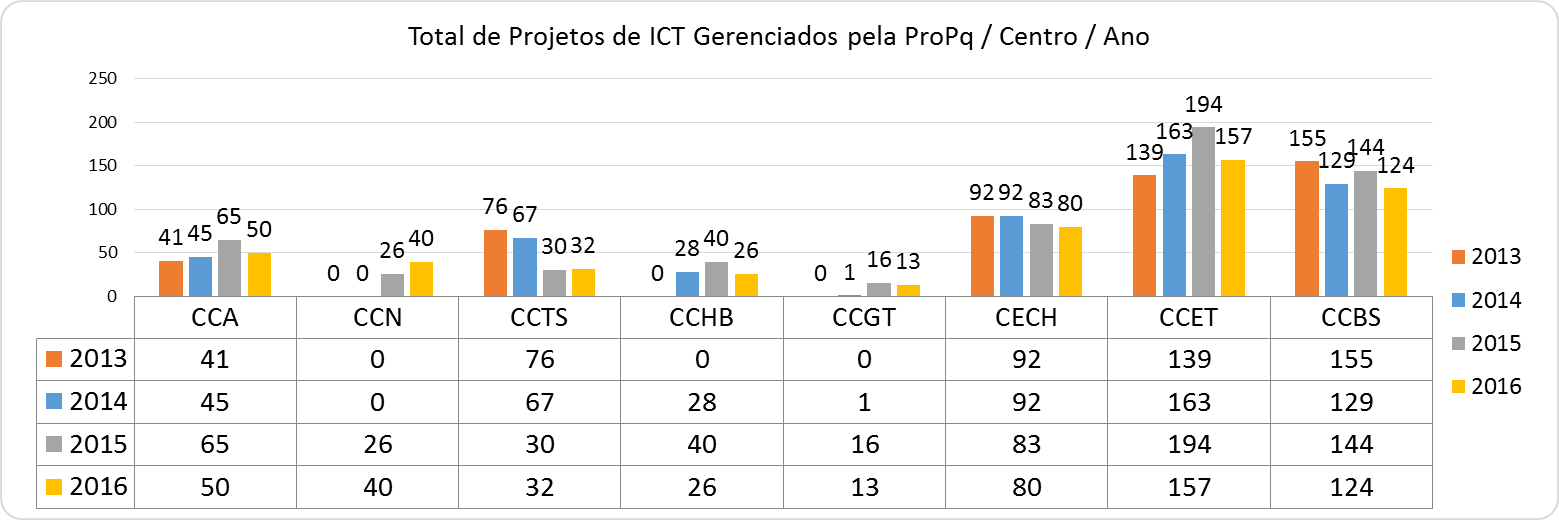 Total de Projetos de ICT Gerenciados pela ProPq / Centro / Ano
250
200
150
100
50
0
41 45 65 50
0 0 26 40
76 67 30 32
0 28 40 26
0 1 16 13
92 92 83 80
139 163 194 157
155 129 144 124
2013
2014
2015
2016
CCA CCN CCTS CCHB CCGT CECH CCET CCBS
2013 41 0 76 0 0 92 139 155
2014 45 0 67 28 1 92 163 129
2015 65 26 30 40 16 83 194 144
2016 50 40 32 26 13 80 157 124